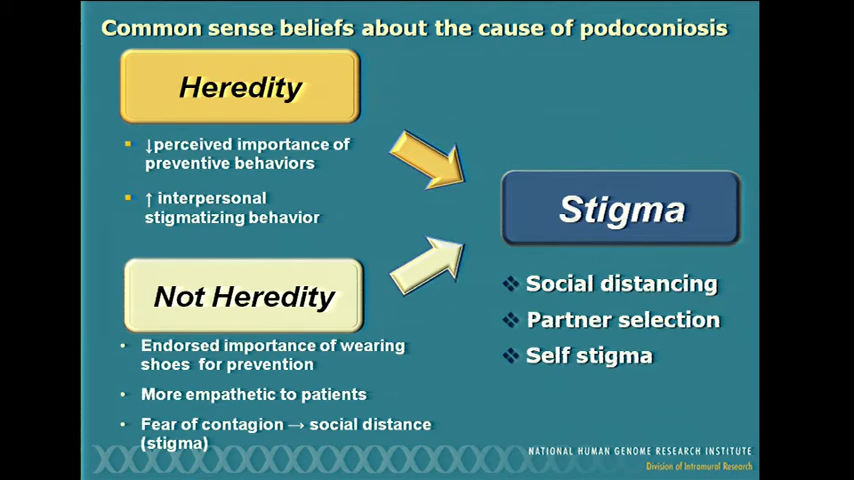 Common sense beliefs about the cause of podoconiosis
Heredity
↓perceived importance of
preventive behaviors
↑ interpersonal
stigmatizing behavior
Not Heredity
Endorsed importance of wearing
shoes for prevention
More empathetic to patients
Fear of contagion → social distance
(stigma)
Stigma
Social distancing
Partner selection
Self stigma
NATIONAL HUMAN GENOME RESEARCH INSTITUTE
Division of Intramural Research